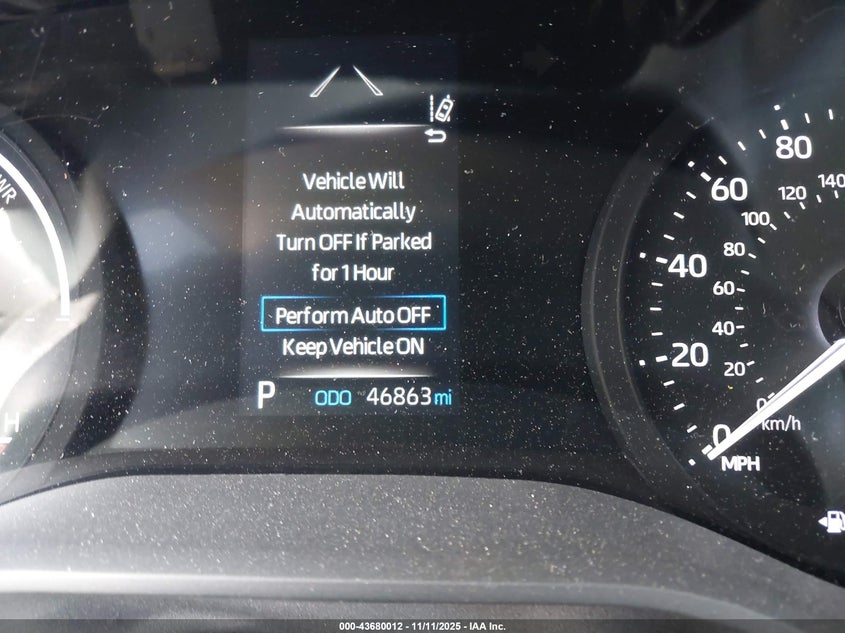 Vehicle Will
Automatically
Turn OFF If Parked
for 1 Hour
Perform Auto OFF
Keep Vehicle ON
P ODO 46863 mi
WR
H
80
60
40
20
0
MPH
140
120
100
80
60
40
20
0
km/h
000-43680012 - 11/11/2025 - IAA Inc.